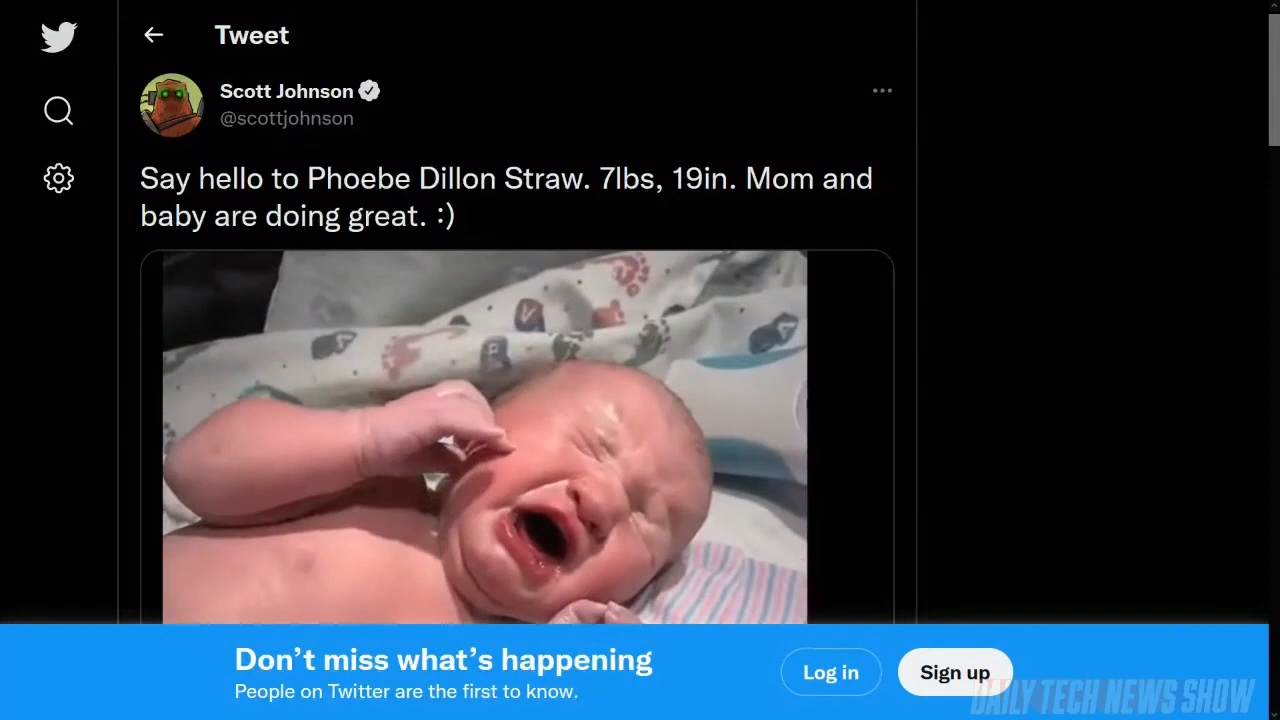 Tweet
Scott Johnson
@scottjohnson
Say hello to Phoebe Dillon Straw. 7lbs, 19in. Mom and
baby are doing great. :)
Don’t miss what’s happening
People on Twitter are the first to know.
Log in
Sign up
DAILY TECH NEWS SHOW